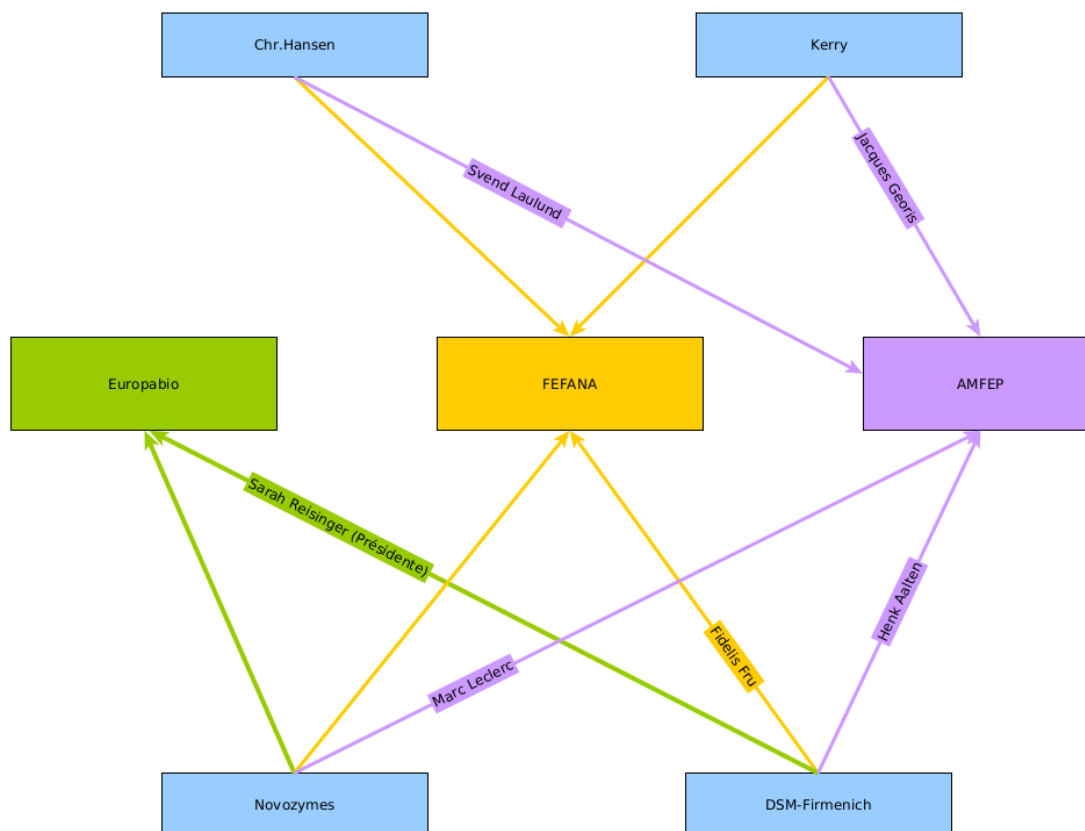 Chr.Hansen
Kerry
Jacques Georis
Svend Laulund
Europabio
FEFANA
AMFEP
Sarah Reisinger (Présidente)
Henk Aalten
Fidelis Fru
Marc Leclerc
Novozymes
DSM-Firmenich